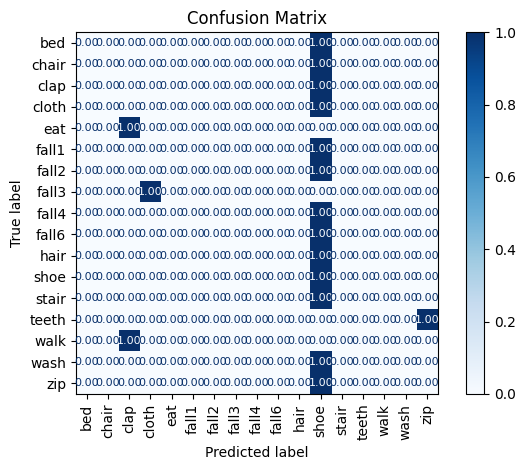 Confusion Matrix
bed 0.00 0.00 0.00 0.00 0.00 0.00 0.00 0.00 0.00 0.00 0.00 1.00 0.00 0.00 0.00 0.00 0.00
chair 0.00 0.00 0.00 0.00 0.00 0.00 0.00 0.00 0.00 0.00 0.00 1.00 0.00 0.00 0.00 0.00 0.00
clap 0.00 0.00 0.00 0.00 0.00 0.00 0.00 0.00 0.00 0.00 0.00 1.00 0.00 0.00 0.00 0.00 0.00
cloth 0.00 0.00 0.00 0.00 0.00 0.00 0.00 0.00 0.00 0.00 0.00 1.00 0.00 0.00 0.00 0.00 0.00
eat 0.00 0.00 1.00 0.00 0.00 0.00 0.00 0.00 0.00 0.00 0.00 0.00 0.00 0.00 0.00 0.00 0.00
fall1 0.00 0.00 0.00 0.00 0.00 0.00 0.00 0.00 0.00 0.00 0.00 1.00 0.00 0.00 0.00 0.00 0.00
fall2 0.00 0.00 0.00 0.00 0.00 0.00 0.00 0.00 0.00 0.00 0.00 1.00 0.00 0.00 0.00 0.00 0.00
fall3 0.00 0.00 0.00 1.00 0.00 0.00 0.00 0.00 0.00 0.00 0.00 0.00 0.00 0.00 0.00 0.00 0.00
fall4 0.00 0.00 0.00 0.00 0.00 0.00 0.00 0.00 0.00 0.00 0.00 1.00 0.00 0.00 0.00 0.00 0.00
fall6 0.00 0.00 0.00 0.00 0.00 0.00 0.00 0.00 0.00 0.00 0.00 1.00 0.00 0.00 0.00 0.00 0.00
hair 0.00 0.00 0.00 0.00 0.00 0.00 0.00 0.00 0.00 0.00 0.00 1.00 0.00 0.00 0.00 0.00 0.00
shoe 0.00 0.00 0.00 0.00 0.00 0.00 0.00 0.00 0.00 0.00 0.00 1.00 0.00 0.00 0.00 0.00 0.00
stair 0.00 0.00 0.00 0.00 0.00 0.00 0.00 0.00 0.00 0.00 0.00 1.00 0.00 0.00 0.00 0.00 0.00
teeth 0.00 0.00 0.00 0.00 0.00 0.00 0.00 0.00 0.00 0.00 0.00 0.00 0.00 0.00 0.00 0.00 1.00
walk 0.00 0.00 1.00 0.00 0.00 0.00 0.00 0.00 0.00 0.00 0.00 0.00 0.00 0.00 0.00 0.00 0.00
wash 0.00 0.00 0.00 0.00 0.00 0.00 0.00 0.00 0.00 0.00 0.00 1.00 0.00 0.00 0.00 0.00 0.00
zip 0.00 0.00 0.00 0.00 0.00 0.00 0.00 0.00 0.00 0.00 0.00 1.00 0.00 0.00 0.00 0.00 0.00
True label
bed chair clap cloth eat fall1 fall2 fall3 fall4 fall6 hair shoe stair teeth walk wash zip
Predicted label
1.0
0.8
0.6
0.4
0.2
0.0